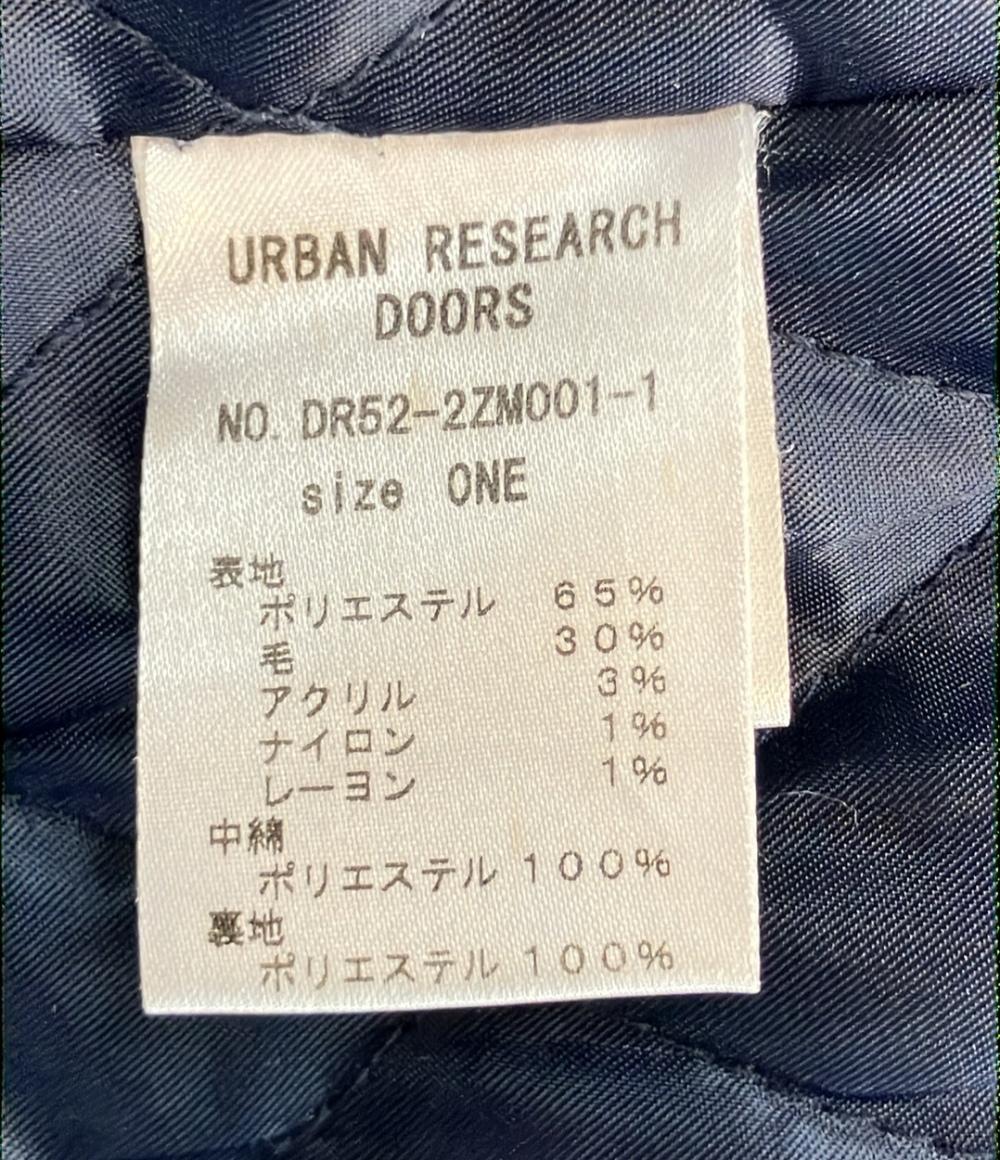 URBAN RESEARCH
DOORS
NO. DR52-2ZM001-1
size ONE
表地
ポリエステル 65%
毛 30%
アクリル 3%
ナイロン 1%
レーヨン 1%
中綿
ポリエステル 100%
裏地
ポリエステル 100%